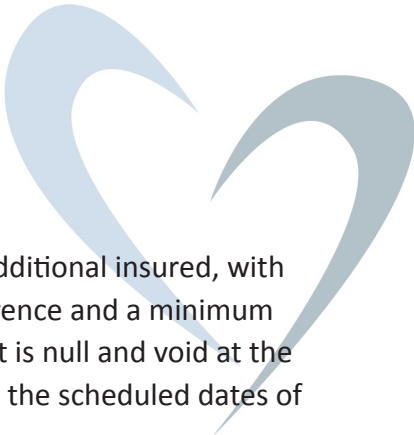 dditional insured, with
rence and a minimum
t is null and void at the
the scheduled dates of